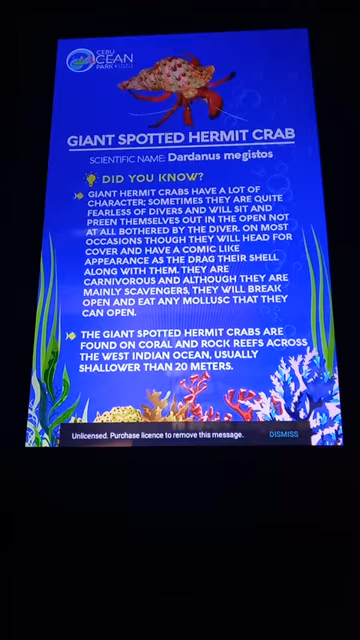 CEBU
OCEAN
PARK
GIANT SPOTTED HERMIT CRAB
SCIENTIFIC NAME: Dardanus megistos
DID YOU KNOW?
GIANT HERMIT CRABS HAVE A LOT OF
CHARACTER; SOMETIMES THEY ARE QUITE
FEARLESS OF DIVERS AND WILL SIT AND
PREEN THEMSELVES OUT IN THE OPEN NOT
AT ALL BOTHERED BY THE DIVER. ON MOST
OCCASIONS THOUGH THEY WILL HEAD FOR
COVER AND HAVE A COMIC LIKE
APPEARANCE AS THE DRAG THEIR SHELL
ALONG WITH THEM. THEY ARE
CARNIVOROUS AND ALTHOUGH THEY ARE
MAINLY SCAVENGERS, THEY WILL BREAK
OPEN AND EAT ANY MOLLUSC THAT THEY
CAN OPEN.
THE GIANT SPOTTED HERMIT CRABS ARE
FOUND ON CORAL AND ROCK REEFS ACROSS
THE WEST INDIAN OCEAN, USUALLY
SHALLOWER THAN 20 METERS.
Unlicensed. Purchase licence to remove this message. DISMISS